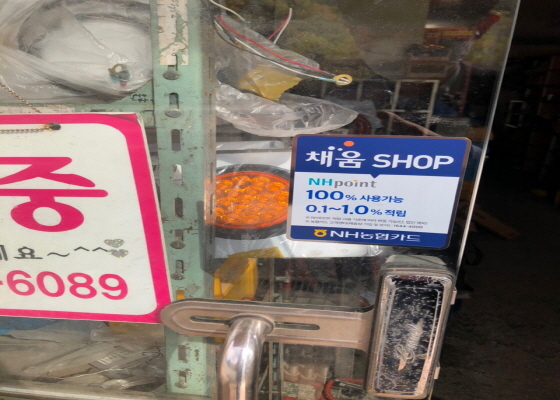 중
요~^^
-6089
채움 SHOP
NHpoint
100% 사용가능
0.1~1.0% 적립
NH농협카드